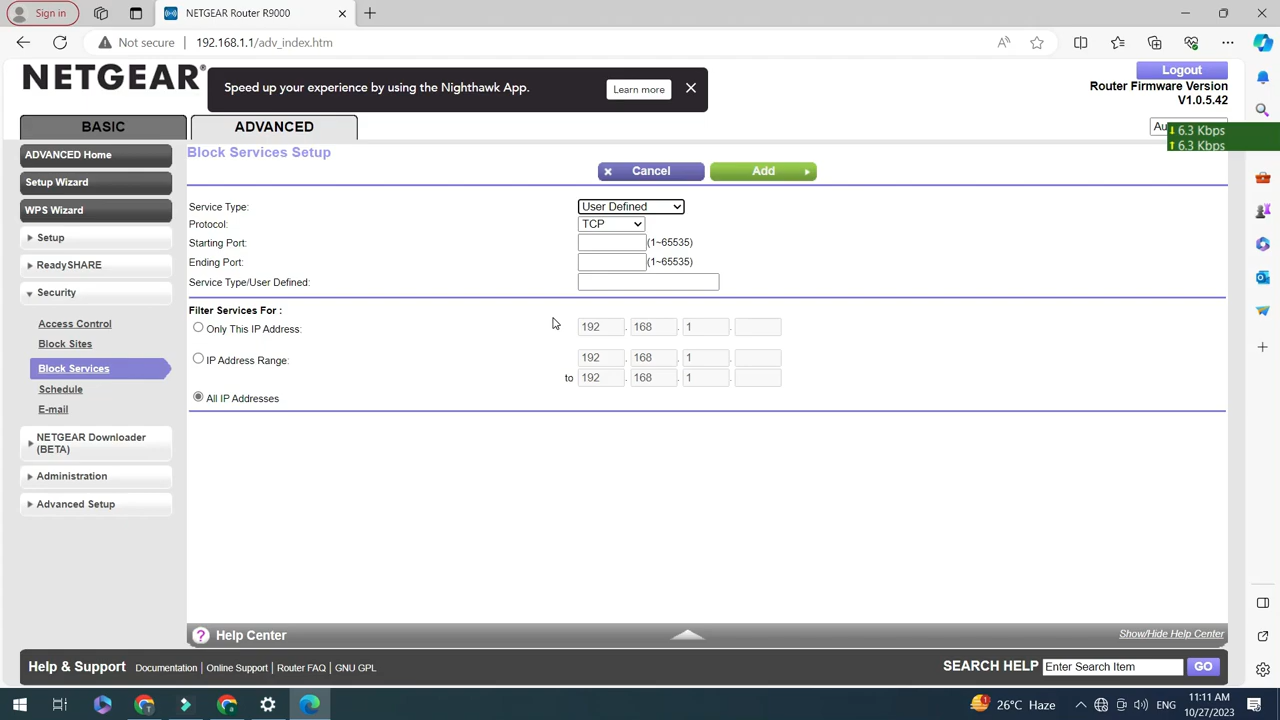 Sign in
NETGEAR Router R9000
Not secure
192.168.1.1/adv_index.htm
NETGEAR®
Speed up your experience by using the Nighthawk App.
Learn more
Logout
Router Firmware Version
V1.0.5.42
BASIC
ADVANCED
Au
6.3 Kbps
6.3 Kbps
ADVANCED Home
Setup Wizard
WPS Wizard
Setup
ReadySHARE
Security
Access Control
Block Sites
Block Services
Schedule
E-mail
NETGEAR Downloader
(BETA)
Administration
Advanced Setup
Block Services Setup
Cancel
Add
Service Type:
User Defined
Protocol:
TCP
Starting Port:
(1~65535)
Ending Port:
(1~65535)
Service Type/User Defined:
Filter Services For :
Only This IP Address:
192 . 168 . 1 .
IP Address Range:
192 . 168 . 1 .
to 192 . 168 . 1 .
All IP Addresses
? Help Center
Show/Hide Help Center
Help & Support
Documentation | Online Support | Router FAQ | GNU GPL
SEARCH HELP
Enter Search Item
GO
26°C Haze
ENG
11:11 AM
10/27/2023